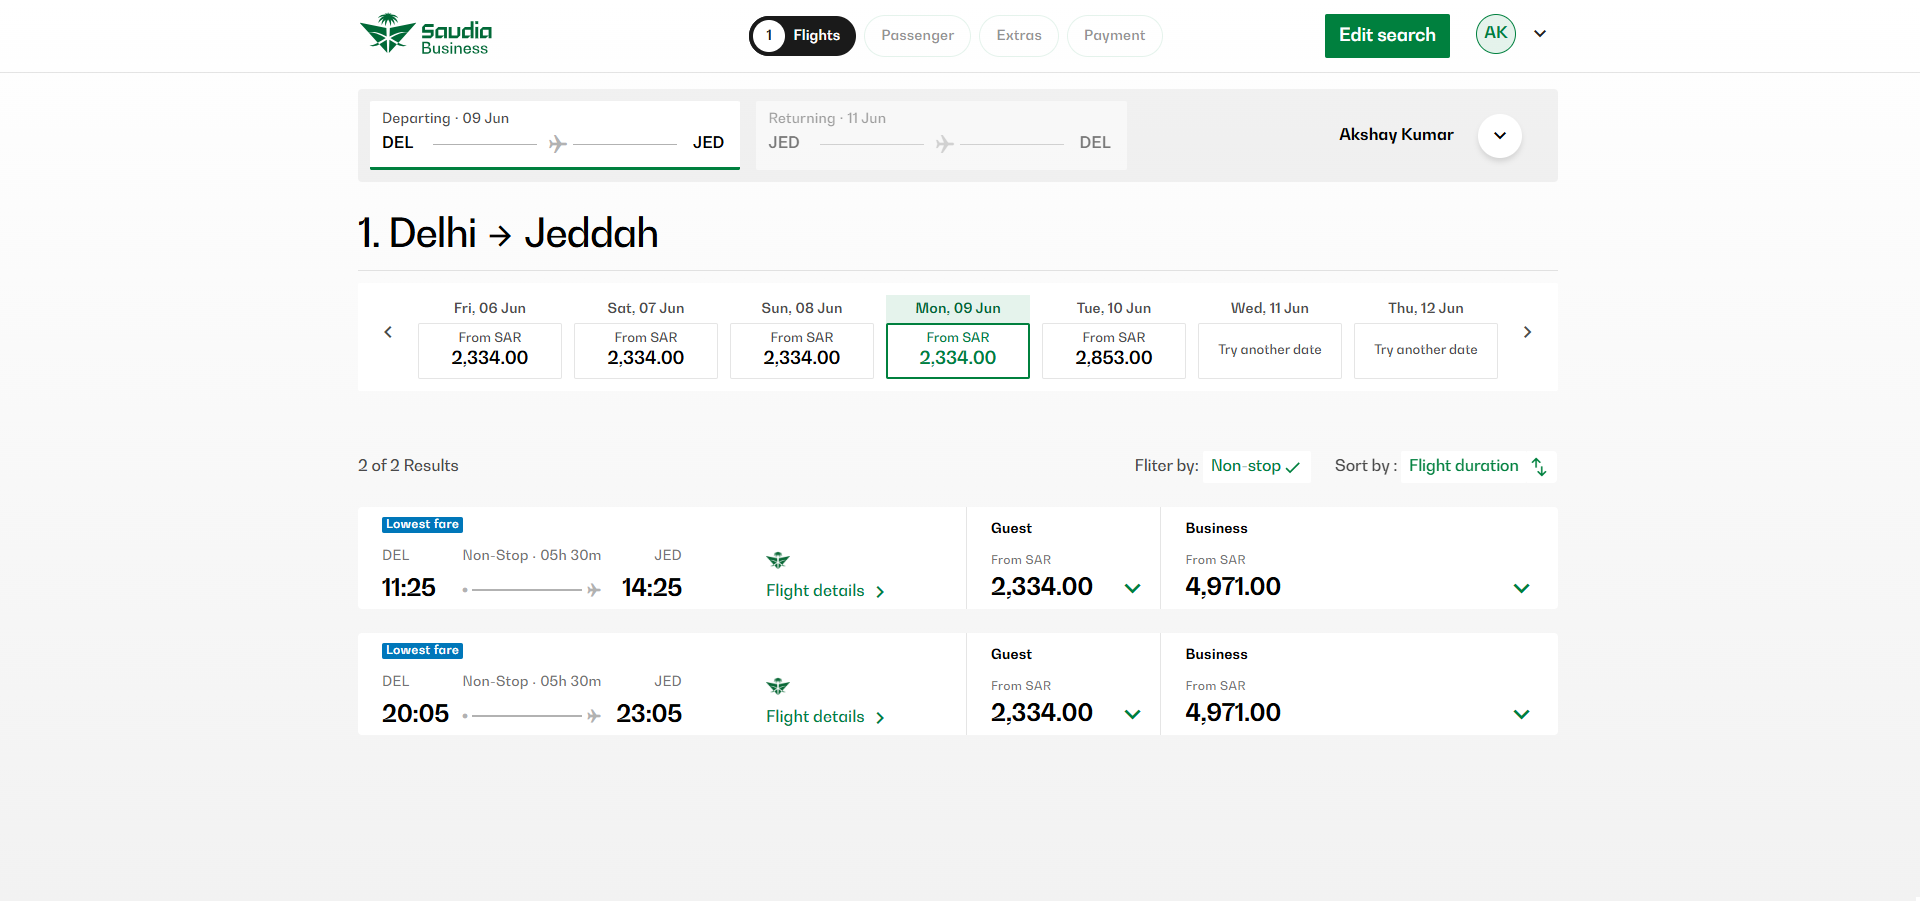 Saudia
Business
1 Flights
Passenger
Extras
Payment
Edit search
AK
Departing · 09 Jun
DEL JED
Returning · 11 Jun
JED DEL
Akshay Kumar
1. Delhi → Jeddah
Fri, 06 Jun
From SAR
2,334.00
Sat, 07 Jun
From SAR
2,334.00
Sun, 08 Jun
From SAR
2,334.00
Mon, 09 Jun
From SAR
2,334.00
Tue, 10 Jun
From SAR
2,853.00
Wed, 11 Jun
Try another date
Thu, 12 Jun
Try another date
2 of 2 Results
Fliter by: Non-stop
Sort by : Flight duration
Lowest fare
DEL Non-Stop · 05h 30m JED
11:25 14:25
Flight details
Guest
From SAR
2,334.00
Business
From SAR
4,971.00
Lowest fare
DEL Non-Stop · 05h 30m JED
20:05 23:05
Flight details
Guest
From SAR
2,334.00
Business
From SAR
4,971.00